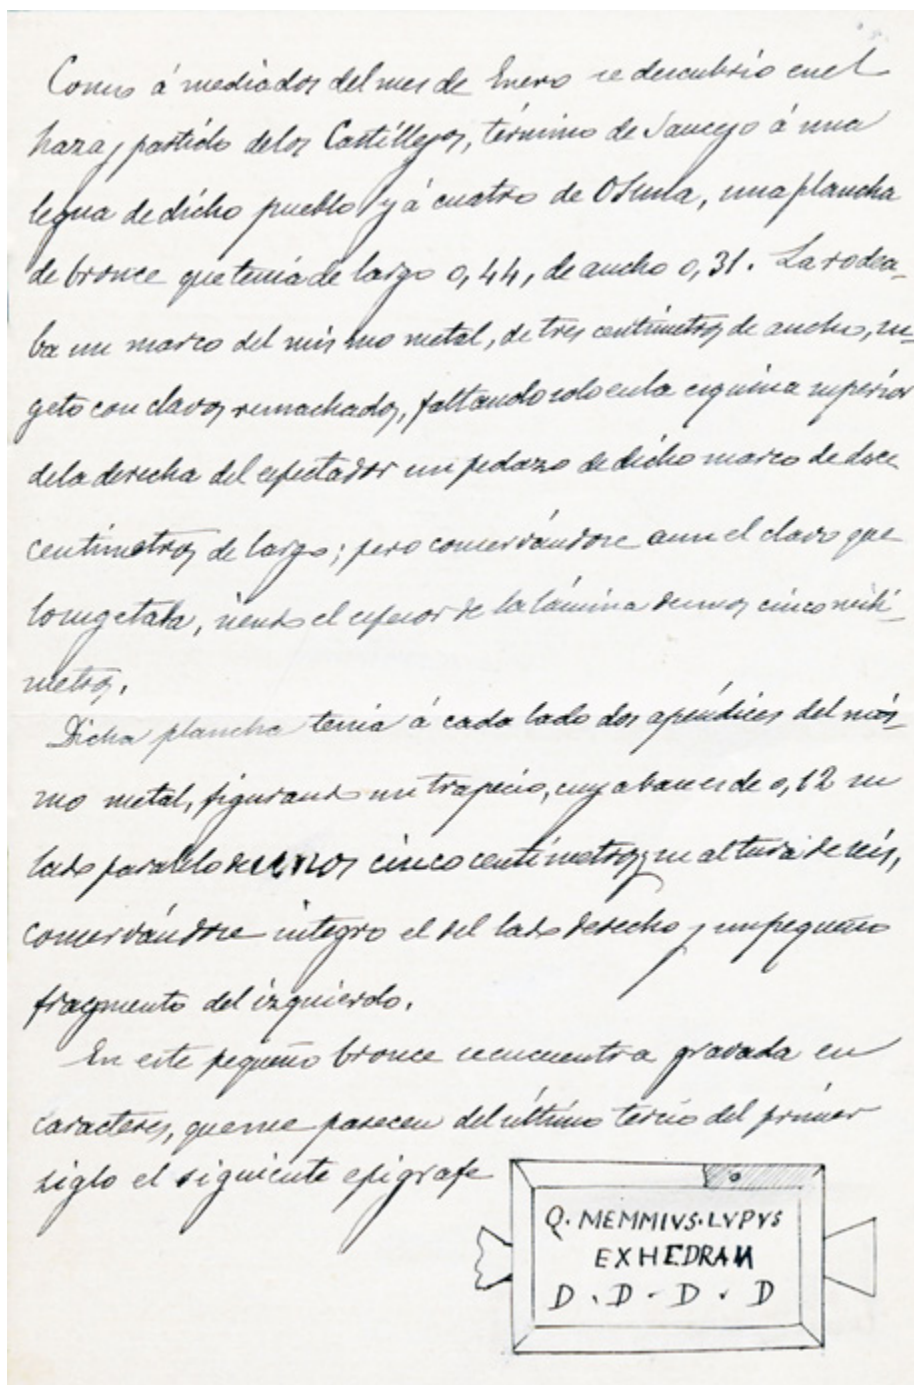 Como á mediados del mes de Enero se descubrió en el
haza y partido de los Castillejos, término de Saucejo á una
legua de dicho pueblo y á cuatro de Osuna, una plancha
de bronce que tenía de largo 0,44, de ancho 0,31. La rodea-
ba un marco del mismo metal, de tres centímetros de ancho, su-
geto con clavos remachados, faltando solo en la esquina superior
de la derecha del espectador un pedazo de dicho marco de doce
centímetros de largo; pero conservándose aun el clavo que
lo sugetaba, siendo el espesor de la lámina de unos cinco milí-
metros.
Dicha plancha tenia á cada lado dos apéndices del mis-
mo metal, figurando un trapecio, cuya base es de 0,12 su
lado paralelo de unos cinco centímetros y su altura de seis,
conservándose integro el del lado derecho y un pequeño
fragmento del izquierdo.
En este pequeño bronce se encuentra gravada en
caracteres, que me parecen del último tercio del primer
siglo el siguiente epigrafe
Q. MEMMIVS. LVPVS
EXHEDRAM
D . D . D . D